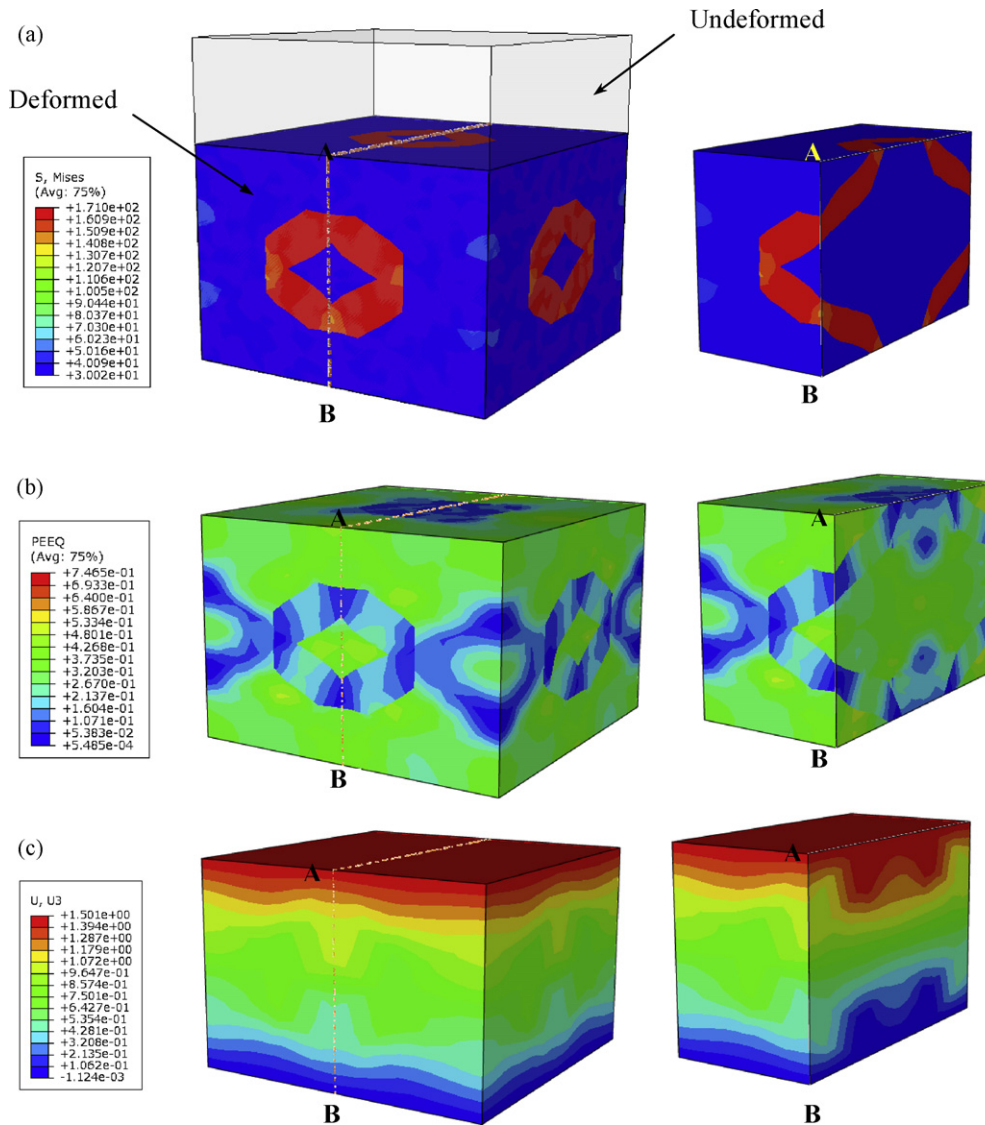 (a)
Undeformed
Deformed
A
A
S, Mises
(Avg: 75%)
+1.710e+02
+1.609e+02
+1.509e+02
+1.408e+02
+1.307e+02
+1.207e+02
+1.106e+02
+1.005e+02
+9.044e+01
+8.037e+01
+7.030e+01
+6.023e+01
+5.016e+01
+4.009e+01
+3.002e+01
B
B
(b)
A
A
PEEQ
(Avg: 75%)
+7.465e-01
+6.933e-01
+6.400e-01
+5.867e-01
+5.334e-01
+4.801e-01
+4.268e-01
+3.735e-01
+3.203e-01
+2.670e-01
+2.137e-01
+1.604e-01
+1.071e-01
+5.383e-02
+5.485e-04
B
B
(c)
A
A
U, U3
+1.501e+00
+1.394e+00
+1.287e+00
+1.179e+00
+1.072e+00
+9.647e-01
+8.574e-01
+7.501e-01
+6.427e-01
+5.354e-01
+4.281e-01
+3.208e-01
+2.135e-01
+1.062e-01
-1.124e-03
B
B